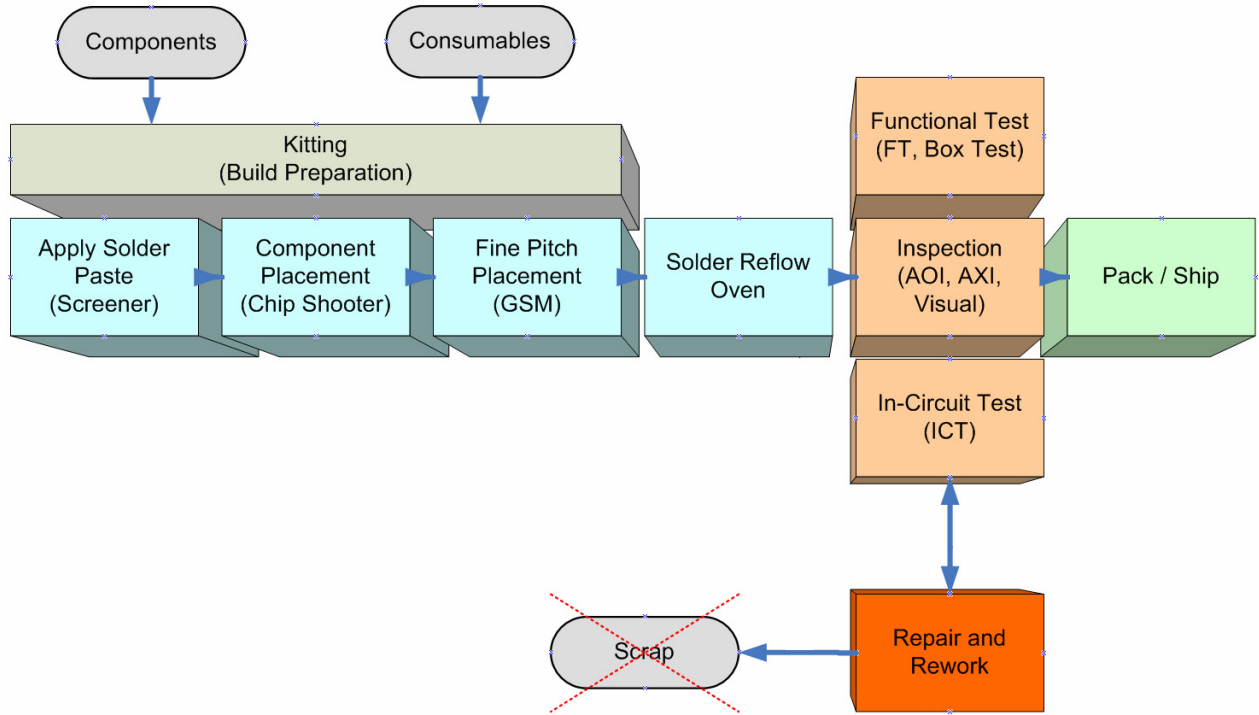 Components
Consumables
Kitting
(Build Preparation)
Functional Test
(FT, Box Test)
Apply Solder
Paste
(Screener)
Component
Placement
(Chip Shooter)
Fine Pitch
Placement
(GSM)
Solder Reflow
Oven
Inspection
(AOI, AXI,
Visual)
Pack / Ship
In-Circuit Test
(ICT)
Scrap
Repair and
Rework